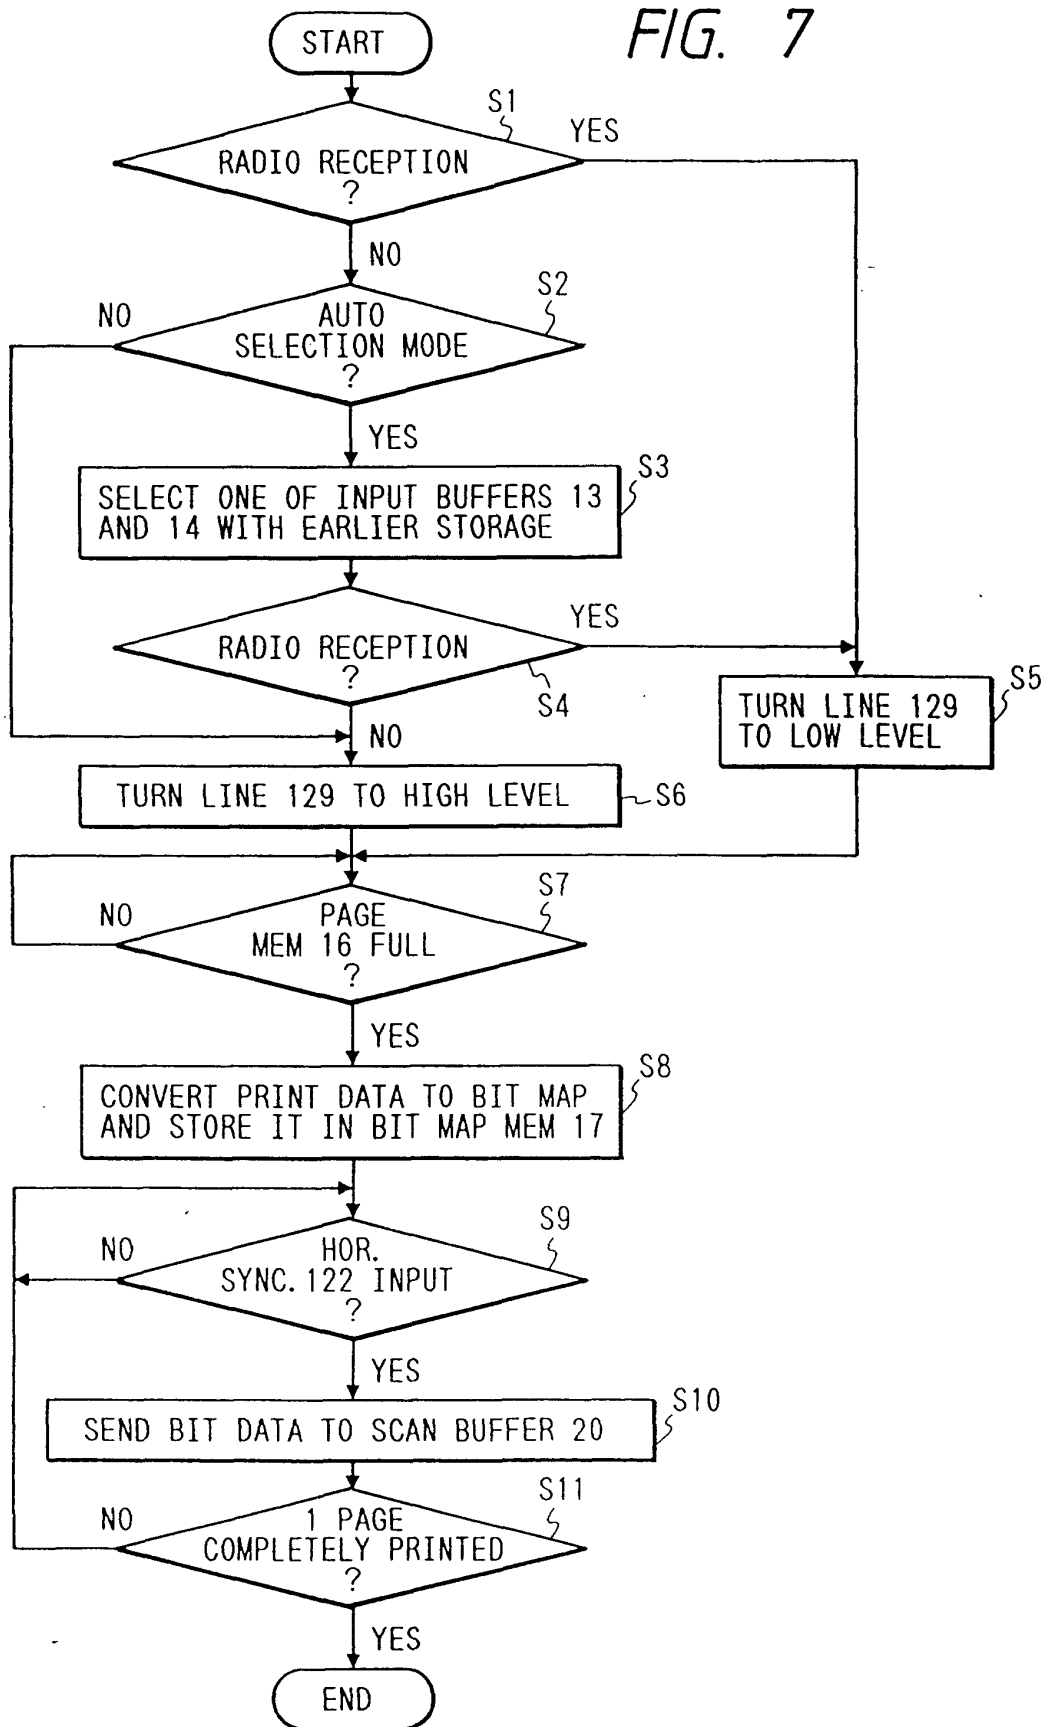 FIG. 7
START
S1
YES
RADIO RECEPTION
?
NO
S2
NO
AUTO
SELECTION MODE
?
YES
S3
SELECT ONE OF INPUT BUFFERS 13
AND 14 WITH EARLIER STORAGE
YES
RADIO RECEPTION
?
S4
NO
S5
TURN LINE 129
TO LOW LEVEL
TURN LINE 129 TO HIGH LEVEL
S6
S7
NO
PAGE
MEM 16 FULL
?
YES
S8
CONVERT PRINT DATA TO BIT MAP
AND STORE IT IN BIT MAP MEM 17
S9
NO
HOR.
SYNC. 122 INPUT
?
YES
S10
SEND BIT DATA TO SCAN BUFFER 20
S11
NO
1 PAGE
COMPLETELY PRINTED
?
YES
END